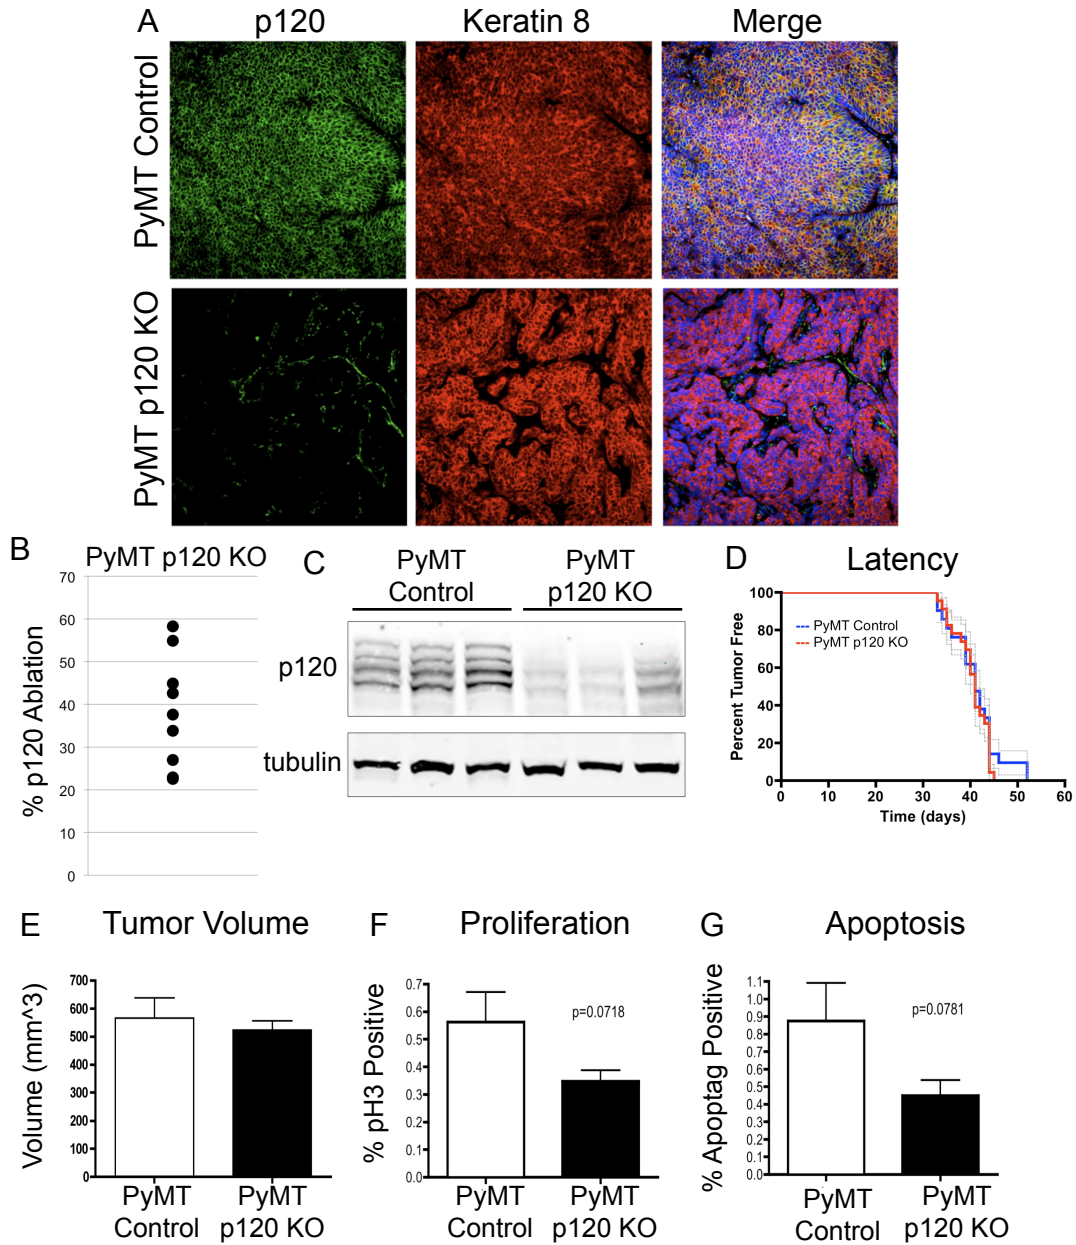 A p120 Keratin 8 Merge
PyMT Control
PyMT p120 KO
B PyMT p120 KO
% p120 Ablation
70
60
50
40
30
20
10
0
C PyMT Control PyMT p120 KO
p120
tubulin
D Latency
Percent Tumor Free
100
80
60
40
20
0
PyMT Control
PyMT p120 KO
0 10 20 30 40 50 60
Time (days)
E Tumor Volume
Volume (mm^3)
700
600
500
400
300
200
100
0
PyMT Control PyMT p120 KO
F Proliferation
% pH3 Positive
0.7
0.6
0.5
0.4
0.3
0.2
0.1
0.0
p=0.0718
PyMT Control PyMT p120 KO
G Apoptosis
% Apoptag Positive
1.1
1.0
0.9
0.8
0.7
0.6
0.5
0.4
0.3
0.2
0.1
0.0
p=0.0781
PyMT Control PyMT p120 KO